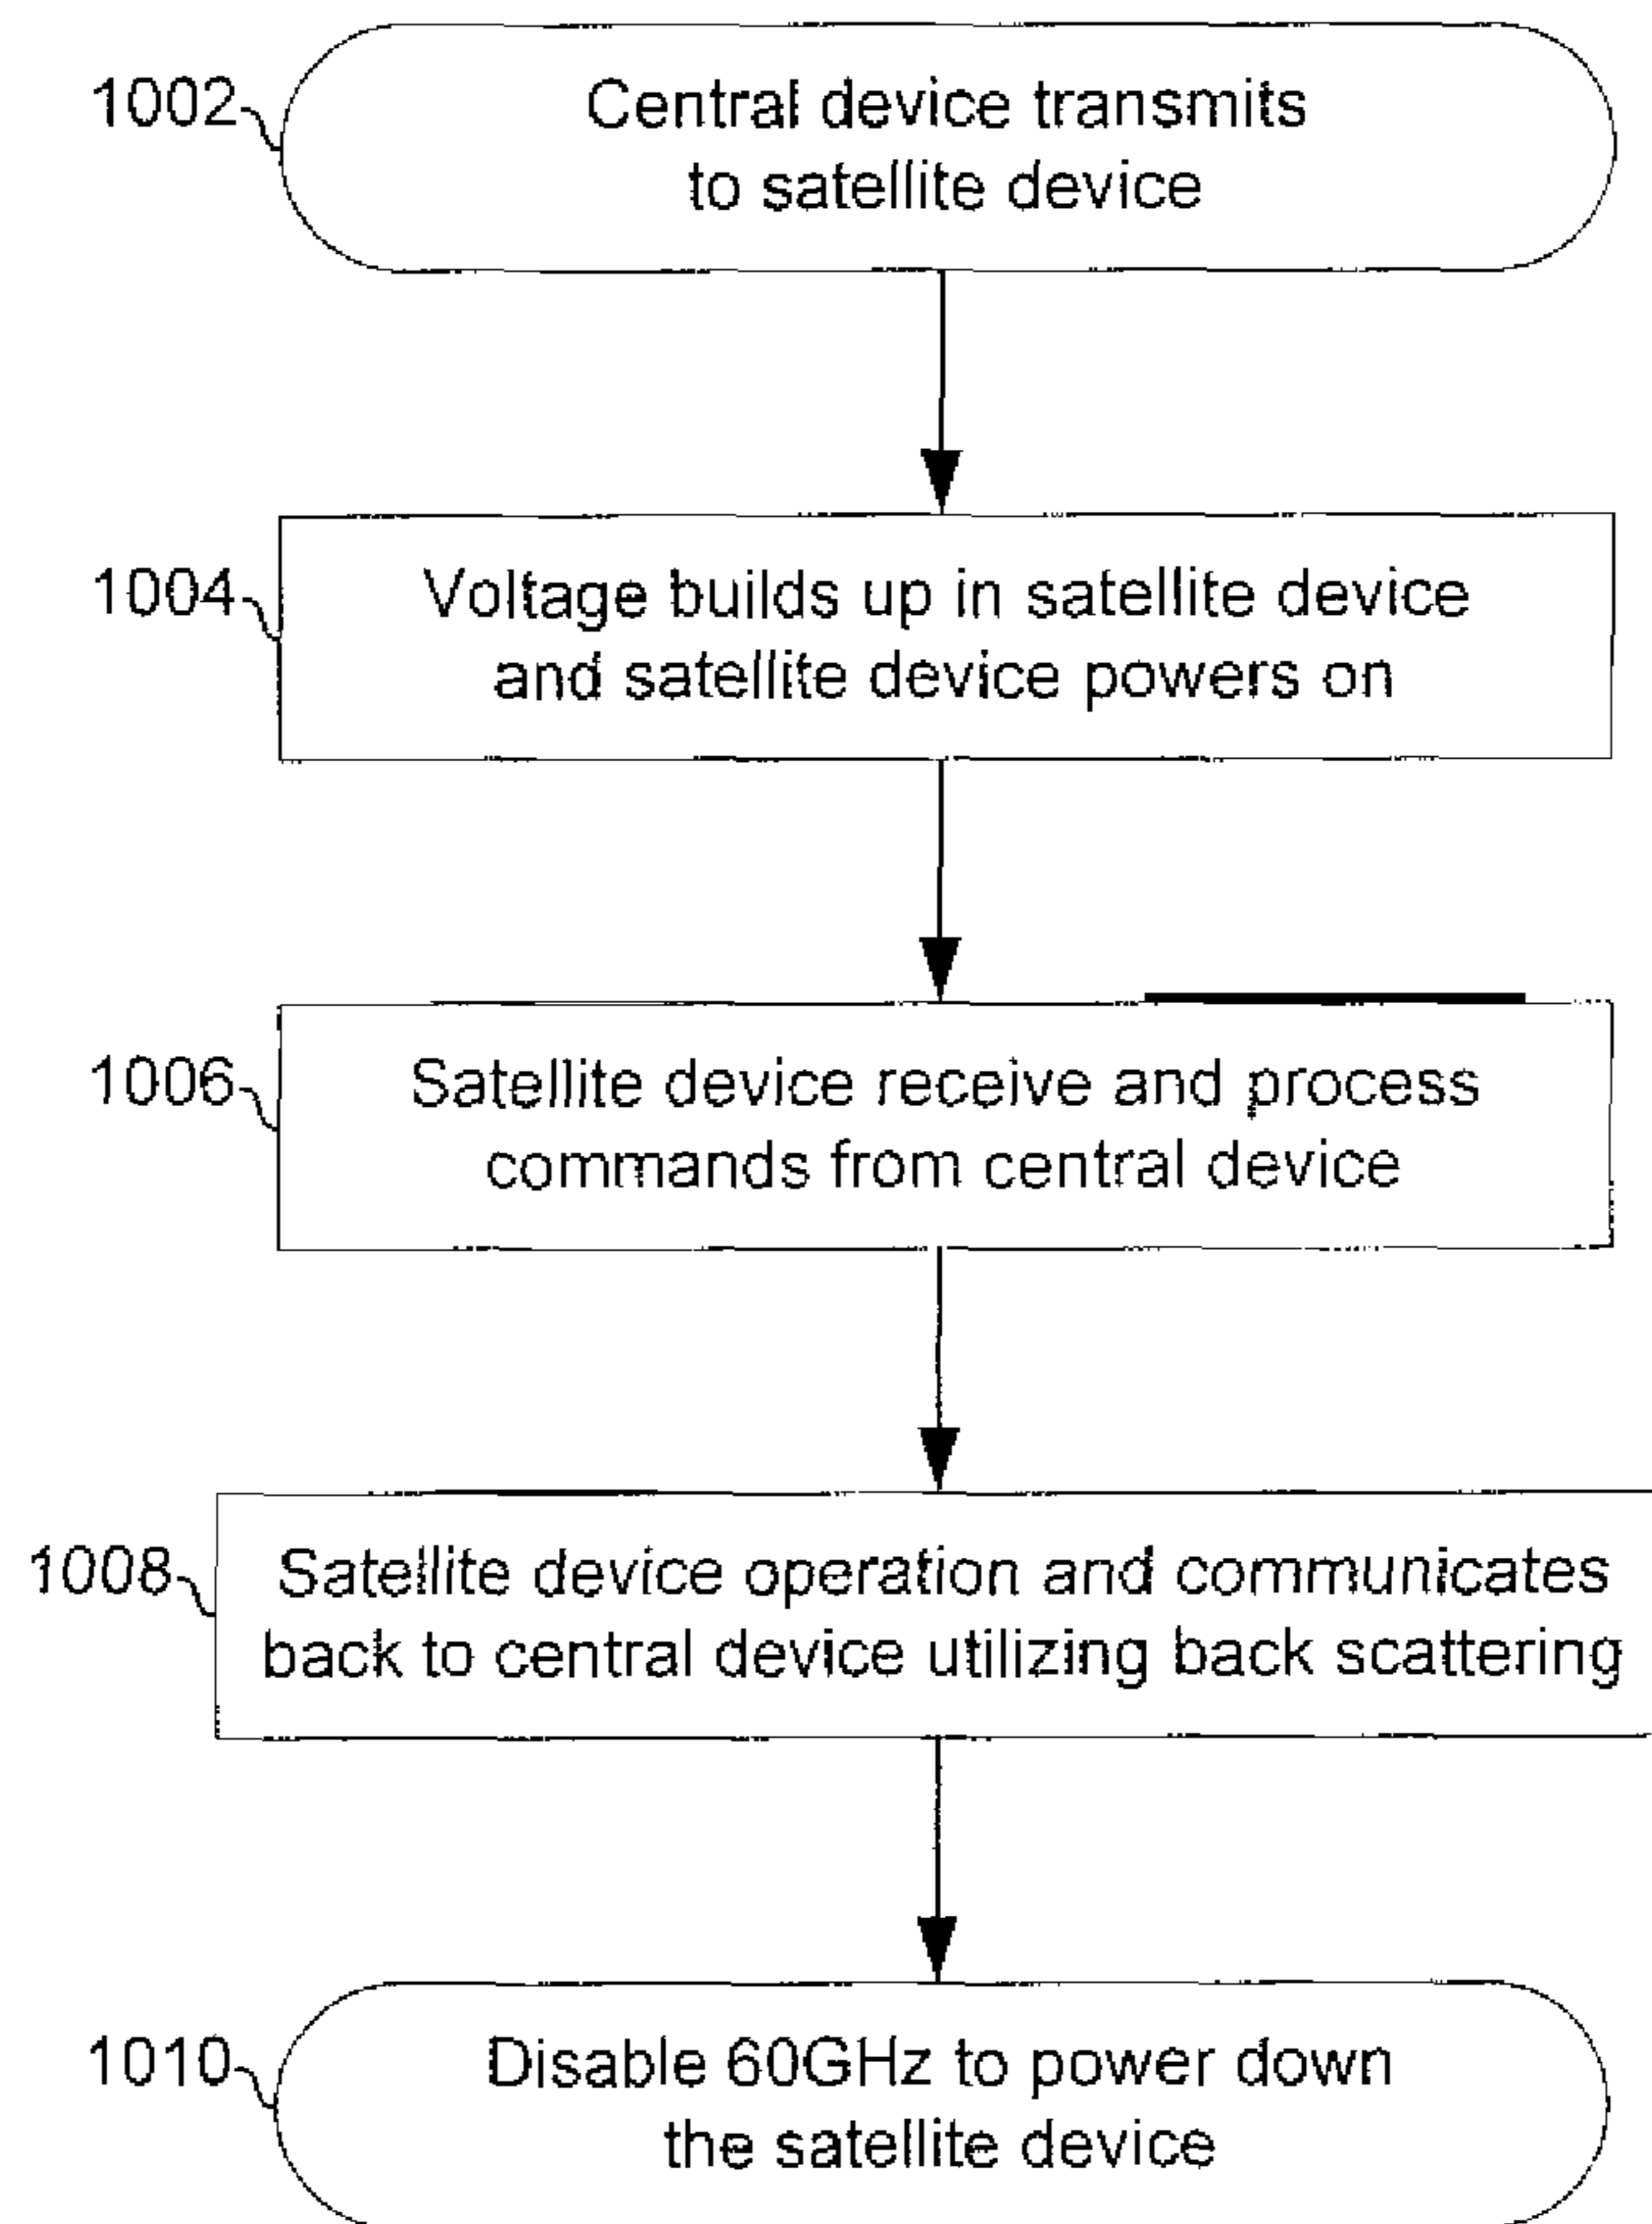 1002
Central device transmits
to satellite device
1004
Voltage builds up in satellite device
and satellite device powers on
1006
Satellite device receive and process
commands from central device
1008
Satellite device operation and communicates
back to central device utilizing back scattering
1010
Disable 60GHz to power down
the satellite device